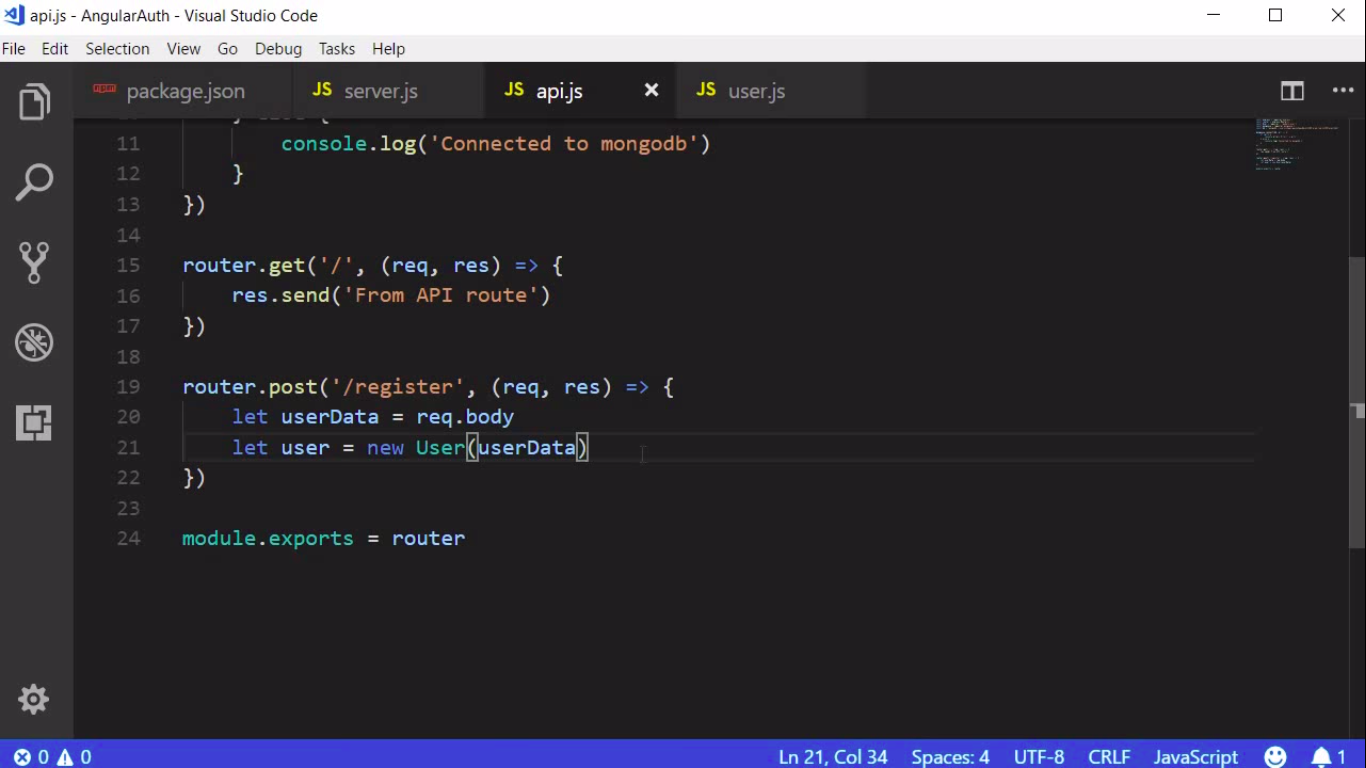 api.js - AngularAuth - Visual Studio Code
File Edit Selection View Go Debug Tasks Help
npm package.json JS server.js JS api.js JS user.js
11 console.log('Connected to mongodb')
12 }
13 })
14
15 router.get('/', (req, res) => {
16 res.send('From API route')
17 })
18
19 router.post('/register', (req, res) => {
20 let userData = req.body
21 let user = new User(userData)
22 })
23
24 module.exports = router
0 0 Ln 21, Col 34 Spaces: 4 UTF-8 CRLF JavaScript 1